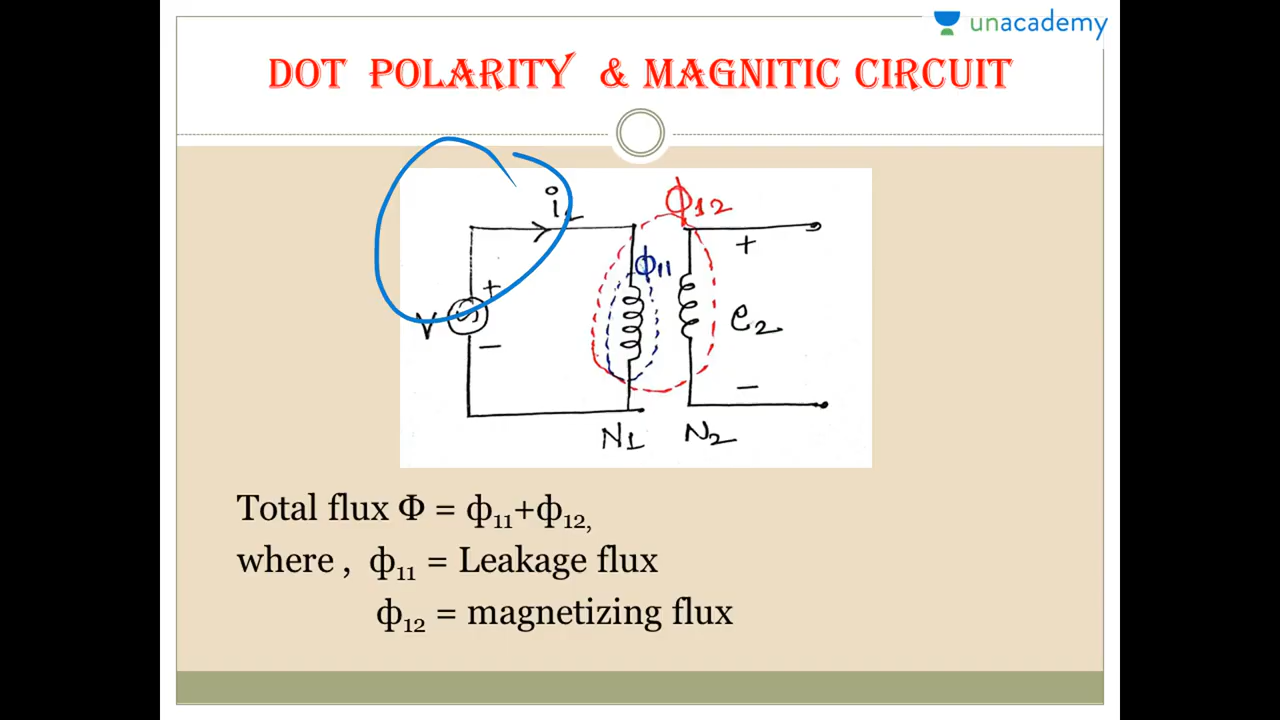 unacademy
DOT POLARITY & MAGNITIC CIRCUIT
i1
ϕ12
ϕ11
+
+
V
e2
−
−
N1
N2
Total flux Φ = ф11+ф12,
where , ф11 = Leakage flux
ф12 = magnetizing flux